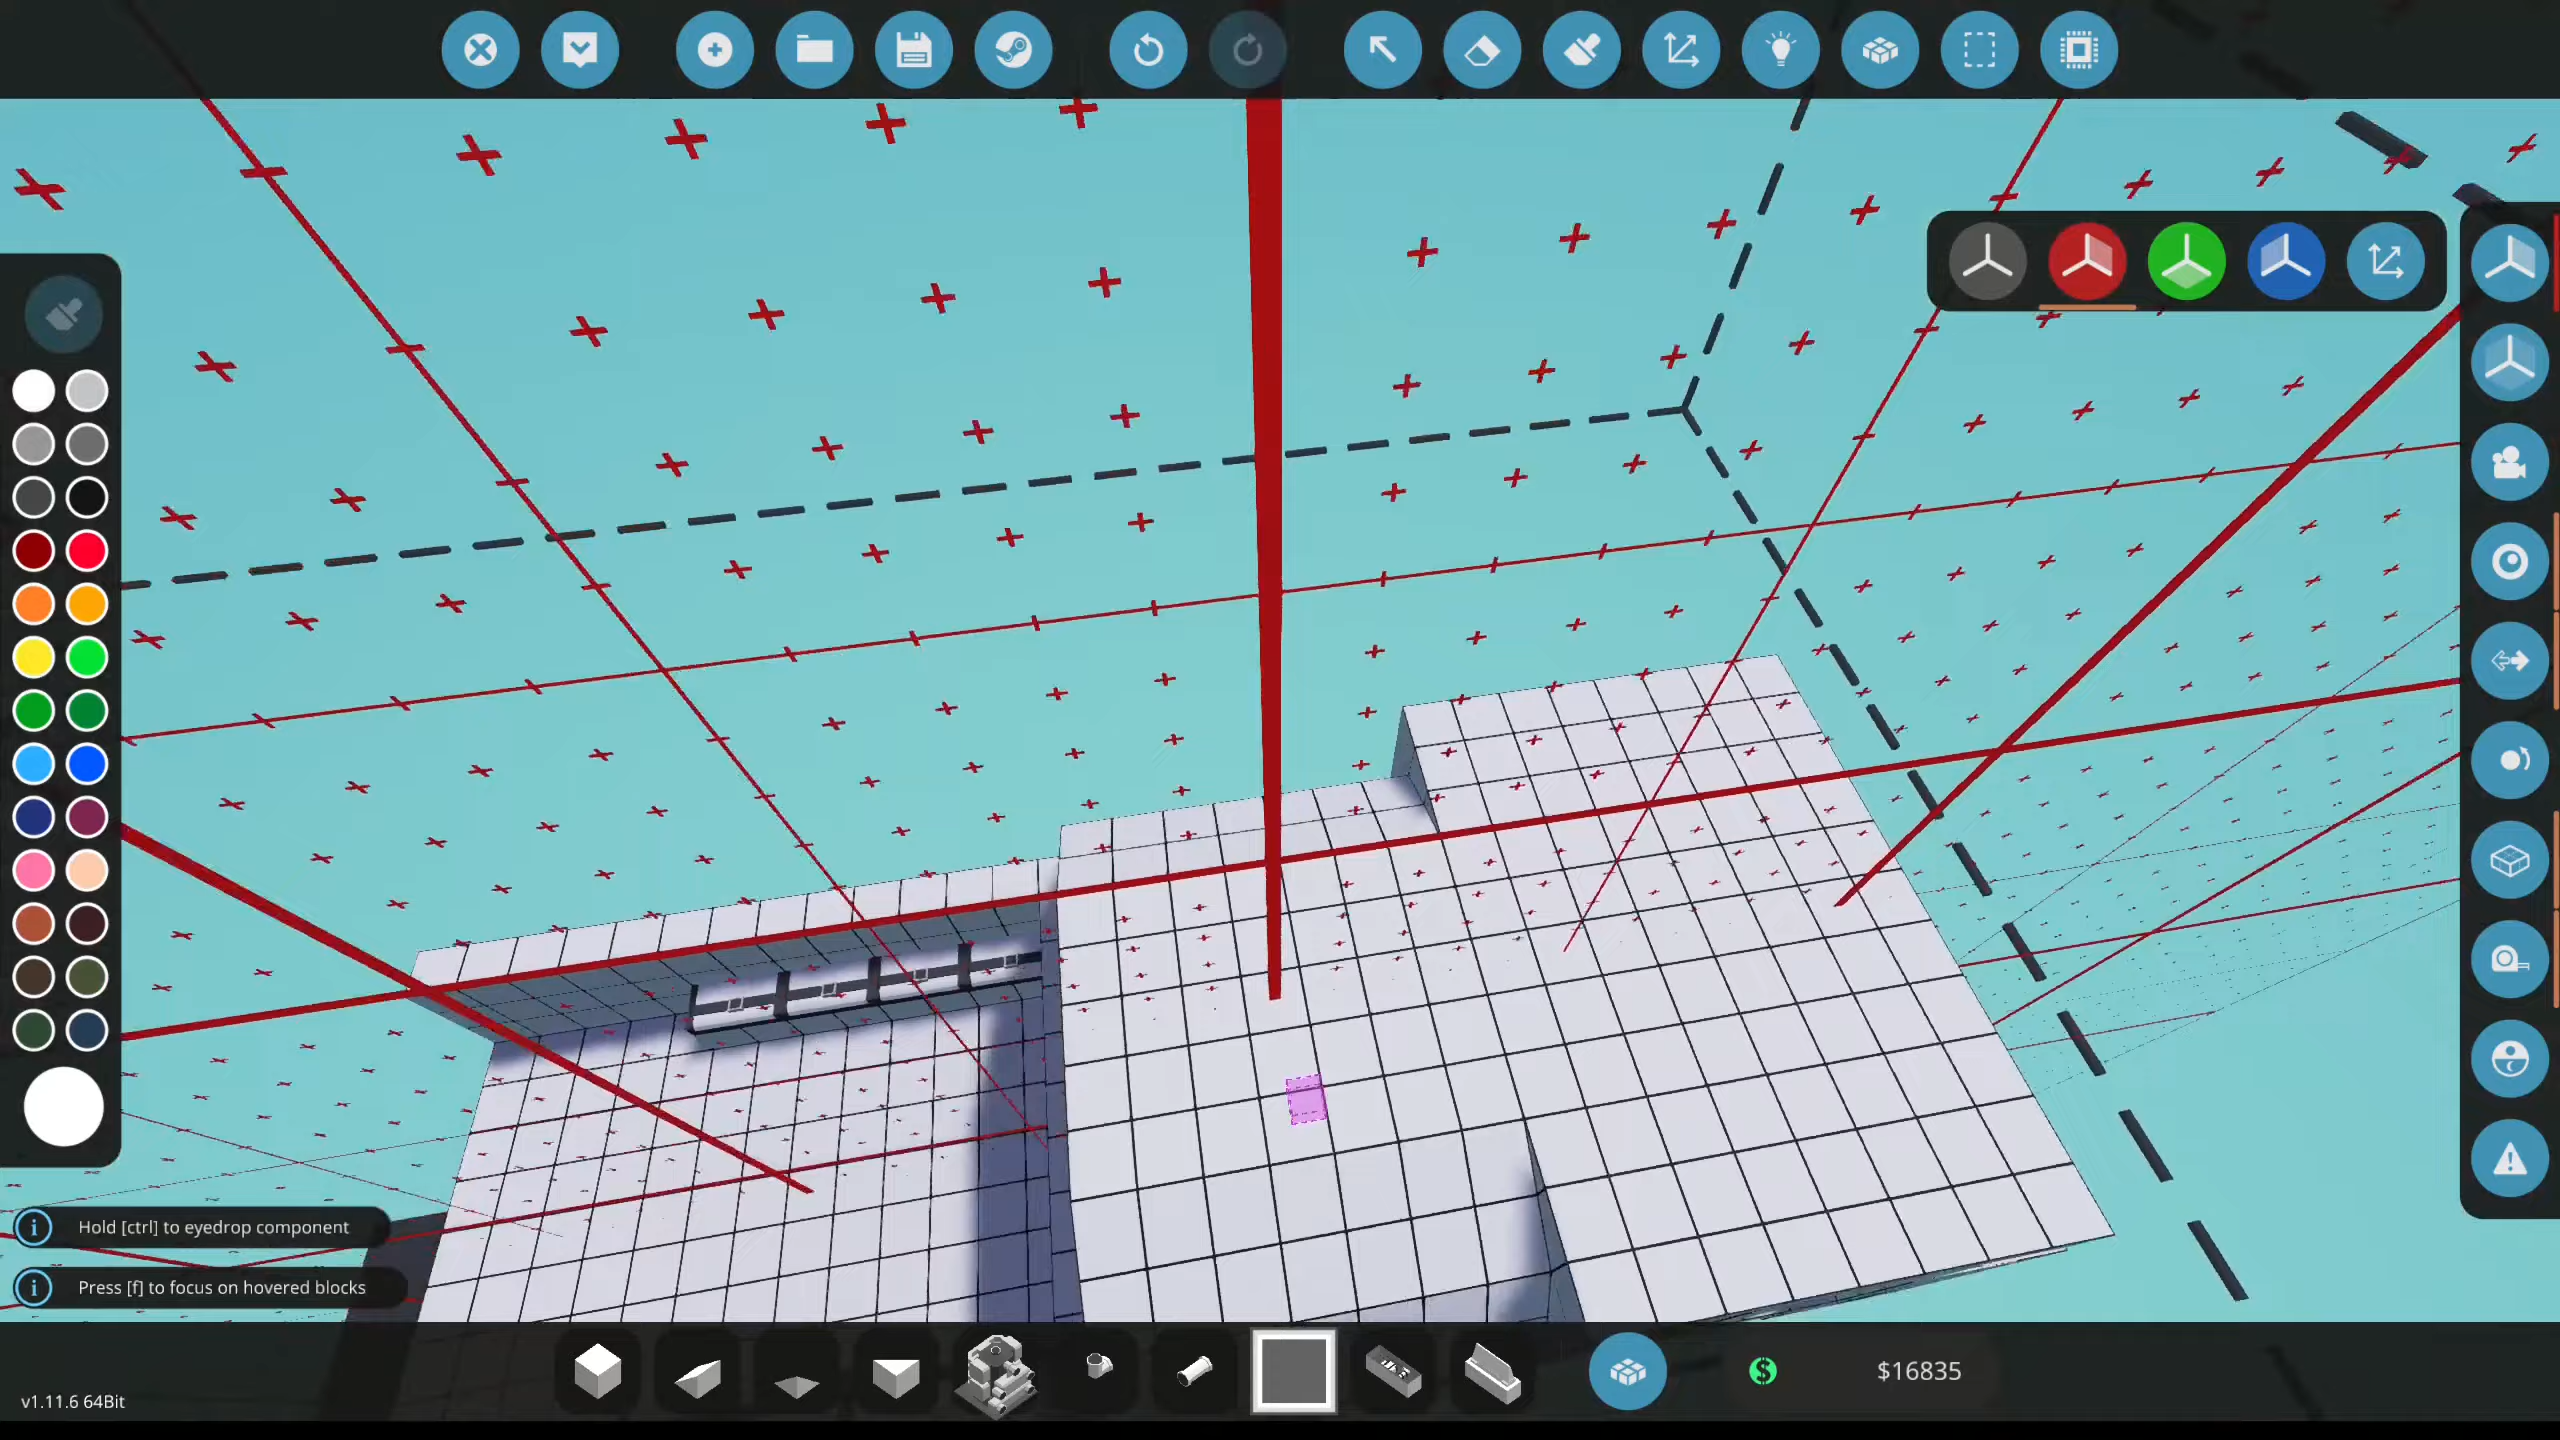 Hold [ctrl] to eyedrop component
Press [f] to focus on hovered blocks
$ $16835
v1.11.6 64Bit